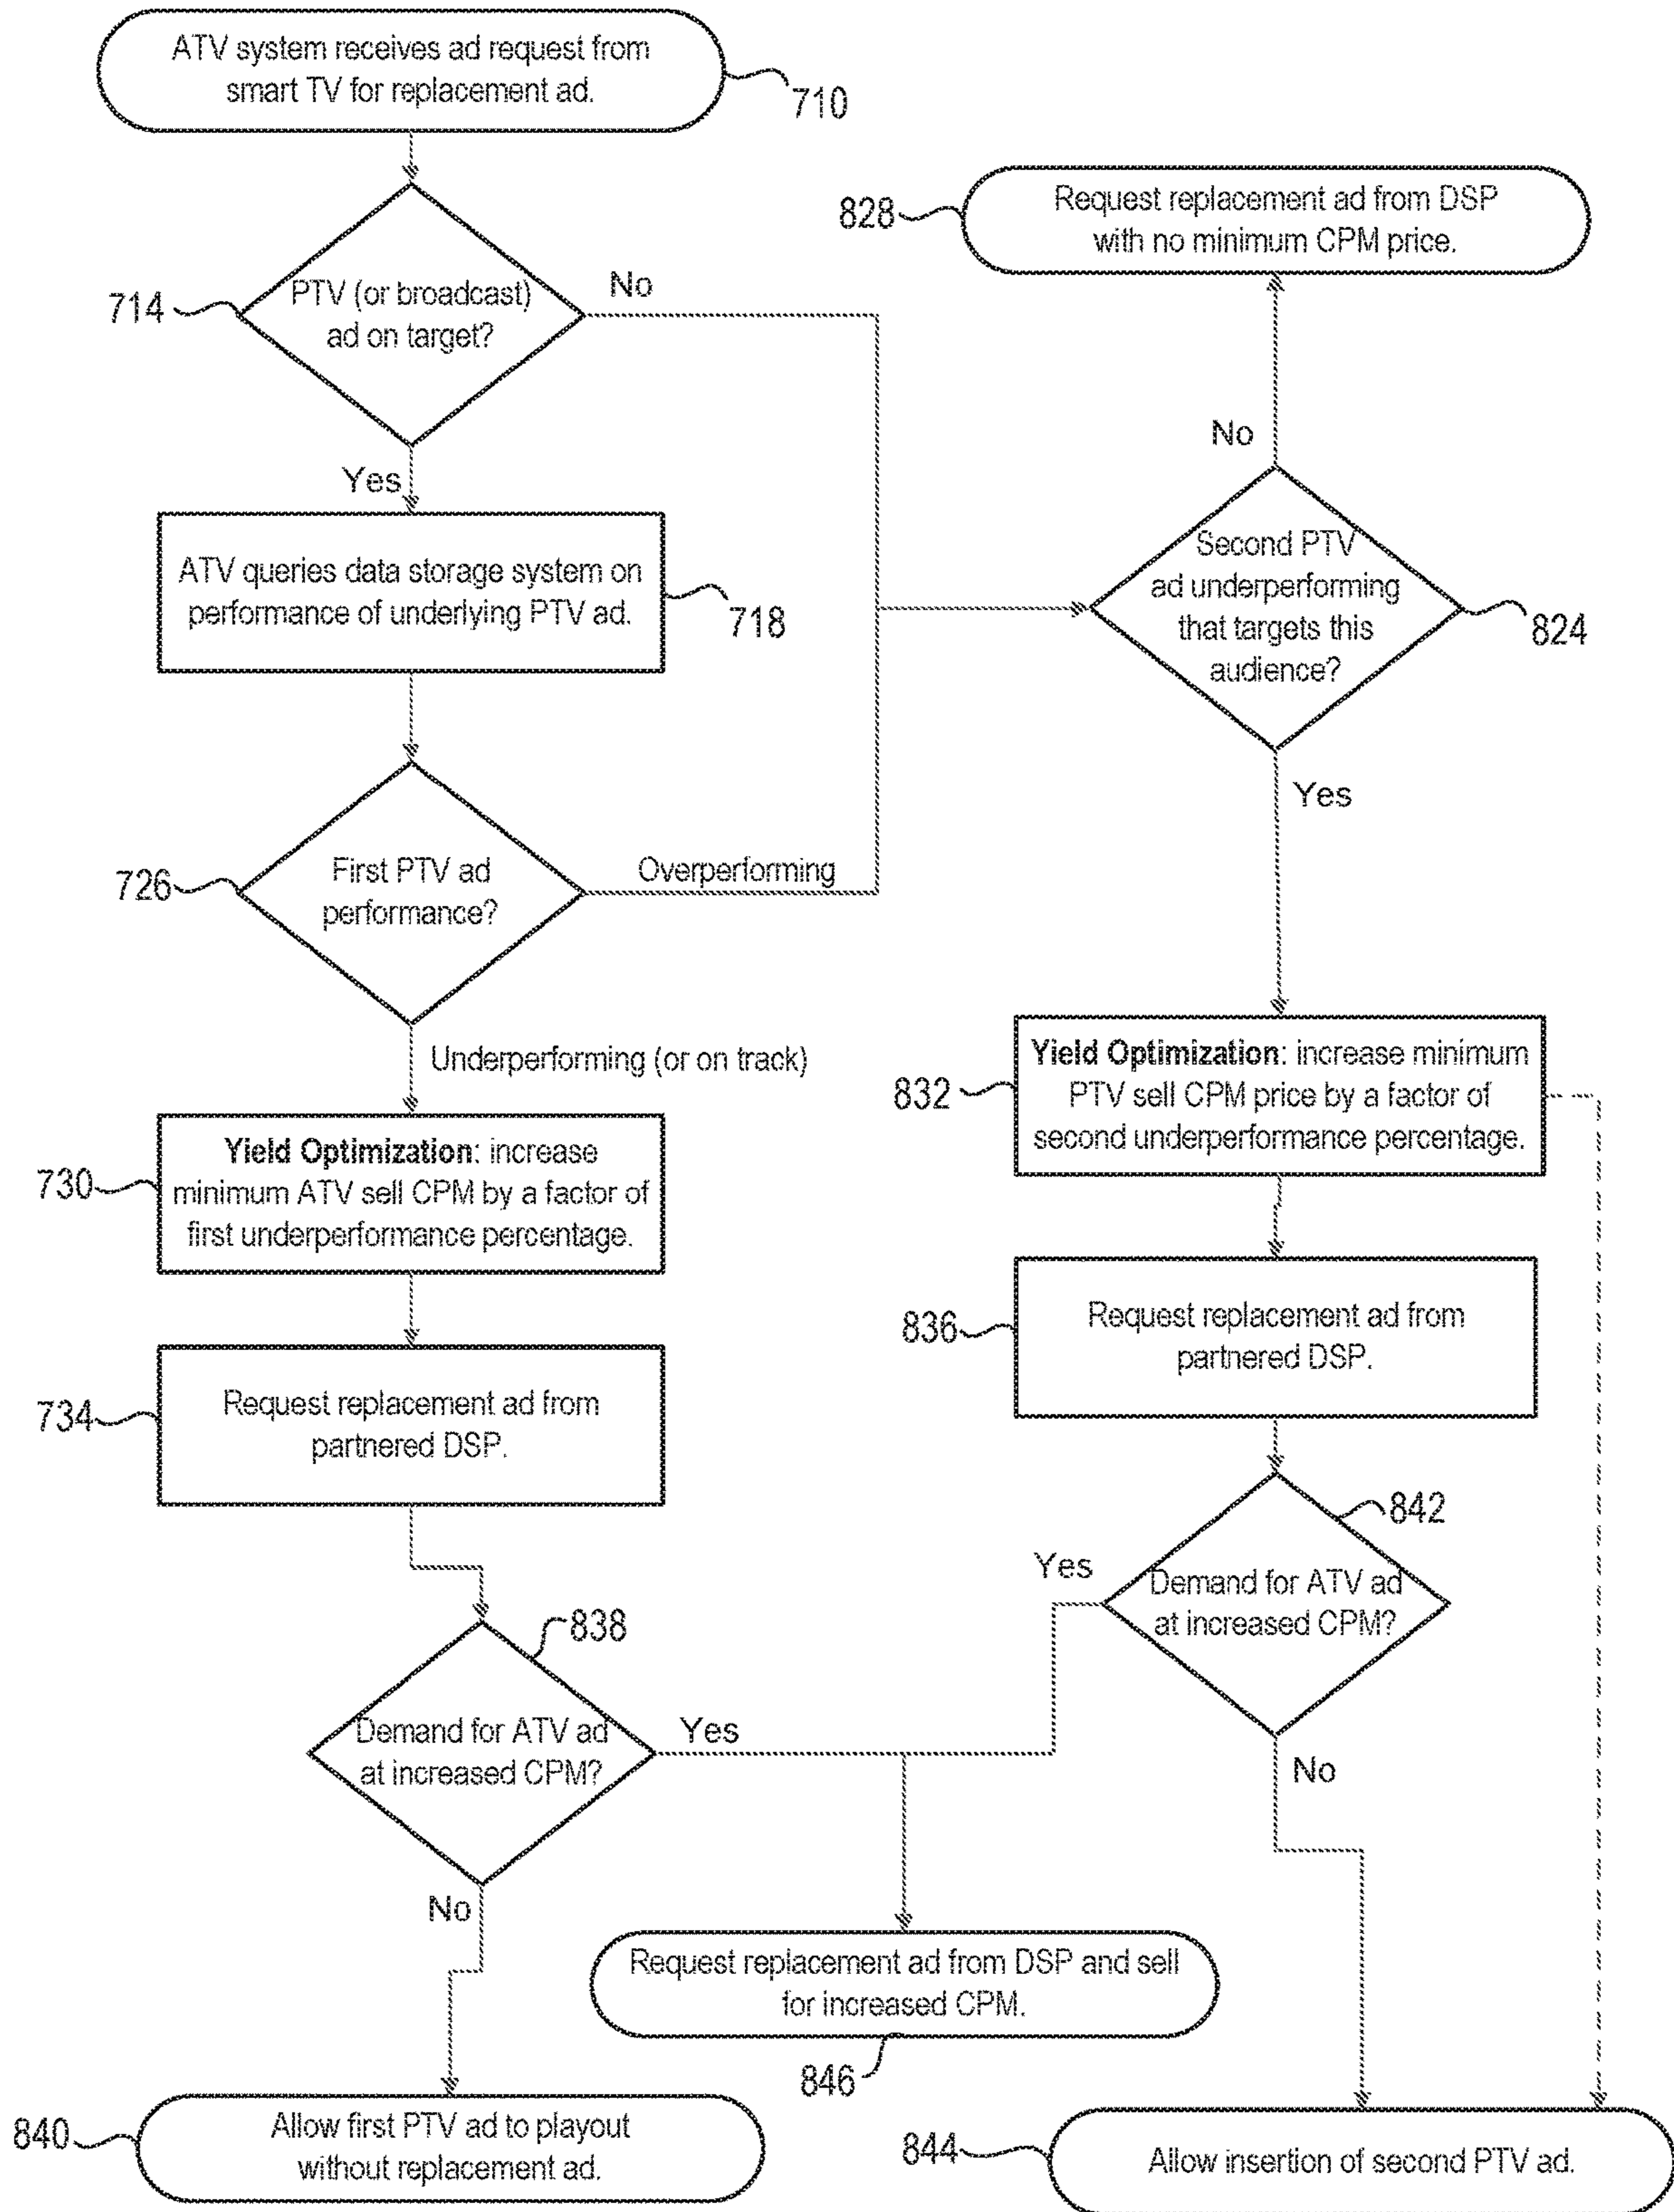 ATV system receives ad request from
smart TV for replacement ad.
710
PTV (or broadcast)
ad on target?
714
No
Yes
ATV queries data storage system on
performance of underlying PTV ad.
718
First PTV ad
performance?
726
Overperforming
Underperforming (or on track)
Yield Optimization: increase
minimum ATV sell CPM by a factor of
first underperformance percentage.
730
Request replacement ad from
partnered DSP.
734
838
Demand for ATV ad
at increased CPM?
Yes
No
840
Allow first PTV ad to playout
without replacement ad.
828
Request replacement ad from DSP
with no minimum CPM price.
No
Second PTV
ad underperforming
that targets this
audience?
824
Yes
832
Yield Optimization: increase minimum
PTV sell CPM price by a factor of
second underperformance percentage.
836
Request replacement ad from
partnered DSP.
842
Yes
Demand for ATV ad
at increased CPM?
No
Request replacement ad from DSP and sell
for increased CPM.
846
844
Allow insertion of second PTV ad.